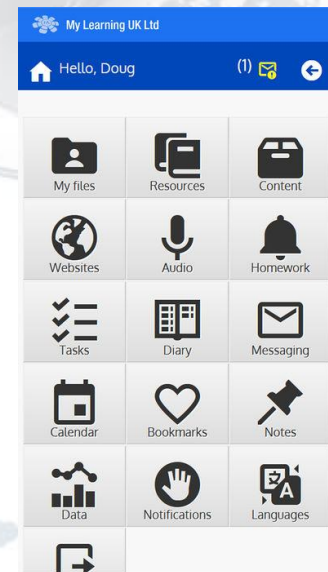 My Learning UK Ltd
Hello, Doug (1)
My files Resources Content
Websites Audio Homework
Tasks Diary Messaging
Calendar Bookmarks Notes
Data Notifications Languages